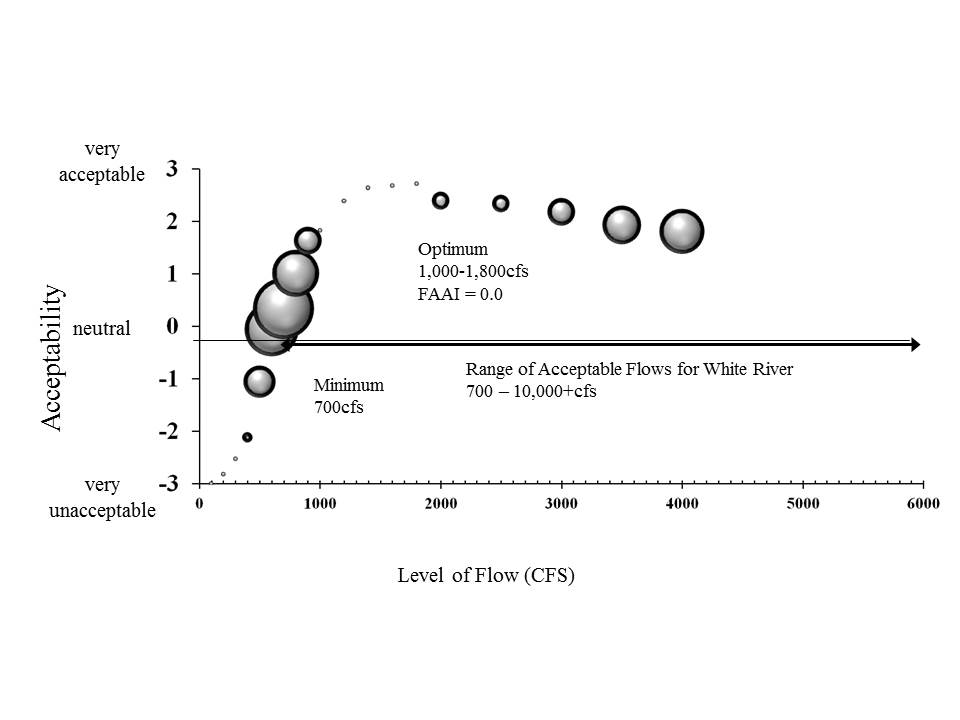 very
acceptable
3
2
1
0
-1
-2
-3
neutral
very
unacceptable
Acceptability
Optimum
1,000-1,800cfs
FAAI = 0.0
Range of Acceptable Flows for White River
700 – 10,000+cfs
Minimum
700cfs
0 1000 2000 3000 4000 5000 6000
Level of Flow (CFS)